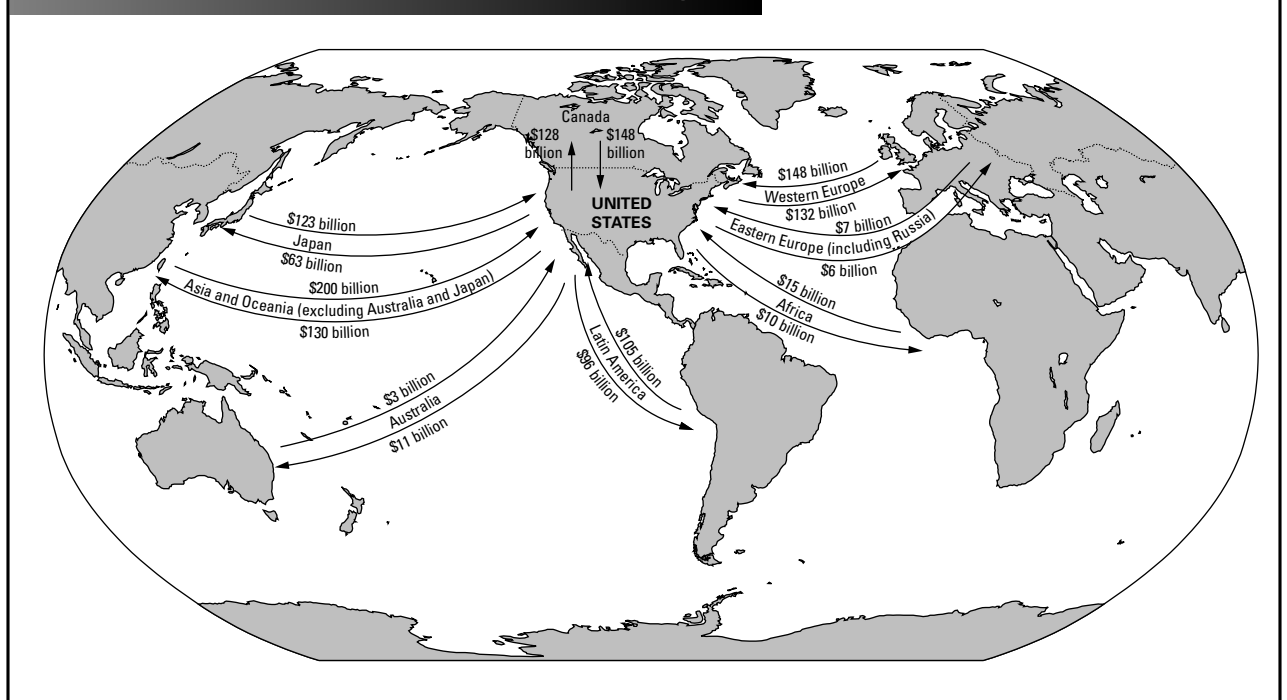 Canada
$128
billion
$148
billion
UNITED
STATES
$148 billion
Western Europe
$132 billion
$7 billion
Eastern Europe (including Russia)
$6 billion
$15 billion
Africa
$10 billion
$123 billion
Japan
$63 billion
$200 billion
Asia and Oceania (excluding Australia and Japan)
$130 billion
$3 billion
Australia
$11 billion
$105 billion
Latin America
$96 billion